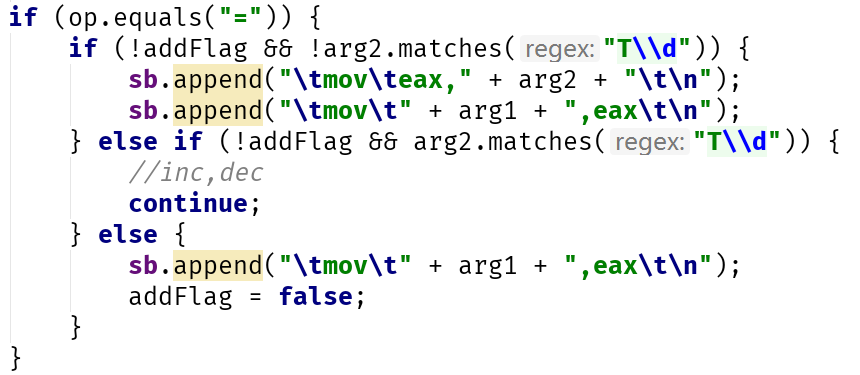 if (op.equals("=")) {
    if (!addFlag && !arg2.matches( regex: "T\\d")) {
        sb.append("\tmov\teax," + arg2 + "\t\n");
        sb.append("\tmov\t" + arg1 + ",eax\t\n");
    } else if (!addFlag && arg2.matches( regex: "T\\d")) {
        //inc,dec
        continue;
    } else {
        sb.append("\tmov\t" + arg1 + ",eax\t\n");
        addFlag = false;
    }
}